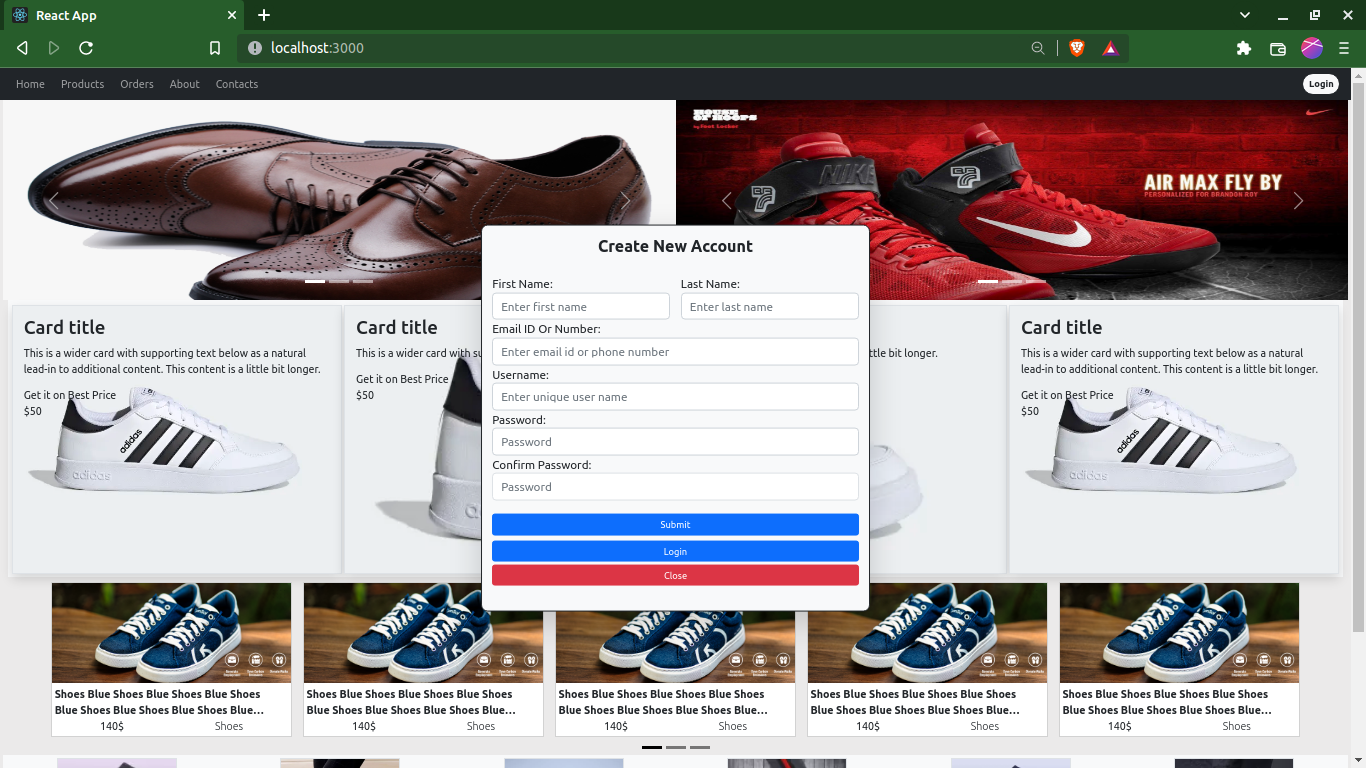 React App
localhost:3000
Home Products Orders About Contacts Login
HOUSE OF HOOPS
by Foot Locker
NIKE
AIR MAX FLY BY
PERSONALIZED FOR BRANDON ROY
Create New Account
First Name: Last Name:
Enter first name Enter last name
Email ID Or Number:
Enter email id or phone number
Username:
Enter unique user name
Password:
Password
Confirm Password:
Password
Submit
Login
Close
Card title
This is a wider card with supporting text below as a natural
lead-in to additional content. This content is a little bit longer.
Get it on Best Price
$50
adidas
adidas
Card title
This is a wider card with su
Get it on Best Price
$50
ttle bit longer.
Card title
This is a wider card with supporting text below as a natural
lead-in to additional content. This content is a little bit longer.
Get it on Best Price
$50
adidas
adidas
Shoes Blue Shoes Blue Shoes Blue Shoes
Blue Shoes Blue Shoes Blue Shoes Blue...
140$ Shoes
Shoes Blue Shoes Blue Shoes Blue Shoes
Blue Shoes Blue Shoes Blue Shoes Blue...
140$ Shoes
Shoes Blue Shoes Blue Shoes Blue Shoes
Blue Shoes Blue Shoes Blue Shoes Blue...
140$ Shoes
Shoes Blue Shoes Blue Shoes Blue Shoes
Blue Shoes Blue Shoes Blue Shoes Blue...
140$ Shoes
Shoes Blue Shoes Blue Shoes Blue Shoes
Blue Shoes Blue Shoes Blue Shoes Blue...
140$ Shoes